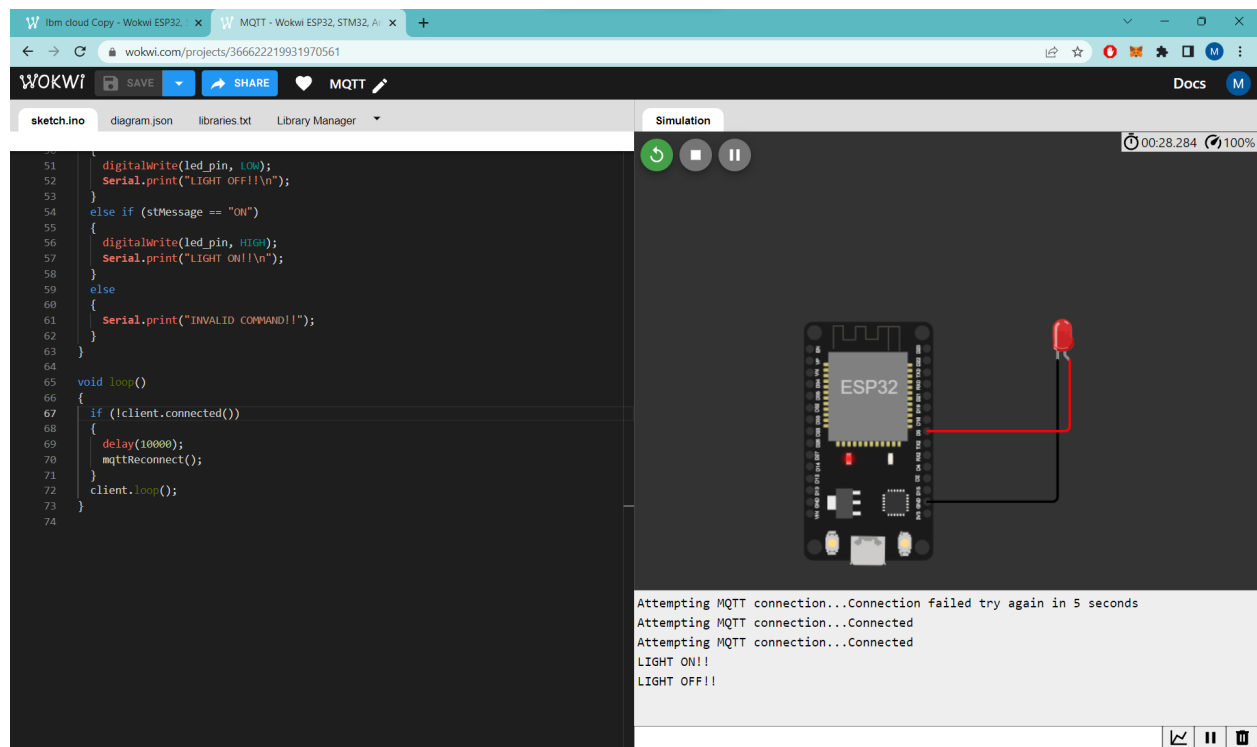 Ibm cloud Copy - Wokwi ESP32, S
MQTT - Wokwi ESP32, STM32, Ar
wokwi.com/projects/366622219931970561
M
WOKWi
SAVE
SHARE
MQTT
Docs
M
sketch.ino
diagram.json
libraries.txt
Library Manager
Simulation
00:28.284
100%
50 {
51 digitalWrite(led_pin, LOW);
52 Serial.print("LIGHT OFF!!\n");
53 }
54 else if (stMessage == "ON")
55 {
56 digitalWrite(led_pin, HIGH);
57 Serial.print("LIGHT ON!!\n");
58 }
59 else
60 {
61 Serial.print("INVALID COMMAND!!");
62 }
63 }
64
65 void loop()
66 {
67 if (!client.connected())
68 {
69 delay(10000);
70 mqttReconnect();
71 }
72 client.loop();
73 }
74
ESP32
Attempting MQTT connection...Connection failed try again in 5 seconds
Attempting MQTT connection...Connected
Attempting MQTT connection...Connected
LIGHT ON!!
LIGHT OFF!!